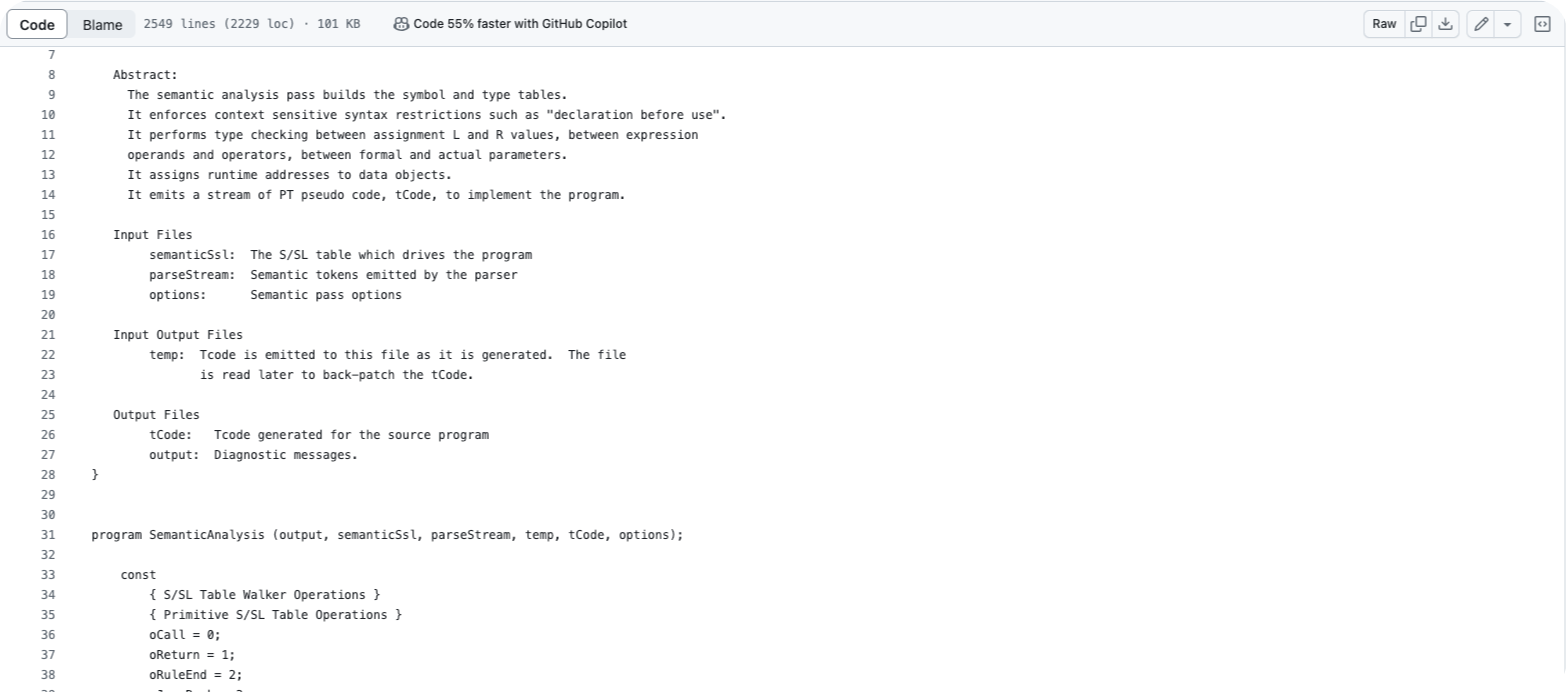 Code Blame 2549 lines (2229 loc) · 101 KB Code 55% faster with GitHub Copilot Raw
7
8 Abstract:
9 The semantic analysis pass builds the symbol and type tables.
10 It enforces context sensitive syntax restrictions such as "declaration before use".
11 It performs type checking between assignment L and R values, between expression
12 operands and operators, between formal and actual parameters.
13 It assigns runtime addresses to data objects.
14 It emits a stream of PT pseudo code, tCode, to implement the program.
15
16 Input Files
17 semanticSsl: The S/SL table which drives the program
18 parseStream: Semantic tokens emitted by the parser
19 options: Semantic pass options
20
21 Input Output Files
22 temp: Tcode is emitted to this file as it is generated. The file
23 is read later to back-patch the tCode.
24
25 Output Files
26 tCode: Tcode generated for the source program
27 output: Diagnostic messages.
28 }
29
30
31 program SemanticAnalysis (output, semanticSsl, parseStream, temp, tCode, options);
32
33 const
34 { S/SL Table Walker Operations }
35 { Primitive S/SL Table Operations }
36 oCall = 0;
37 oReturn = 1;
38 oRuleEnd = 2;